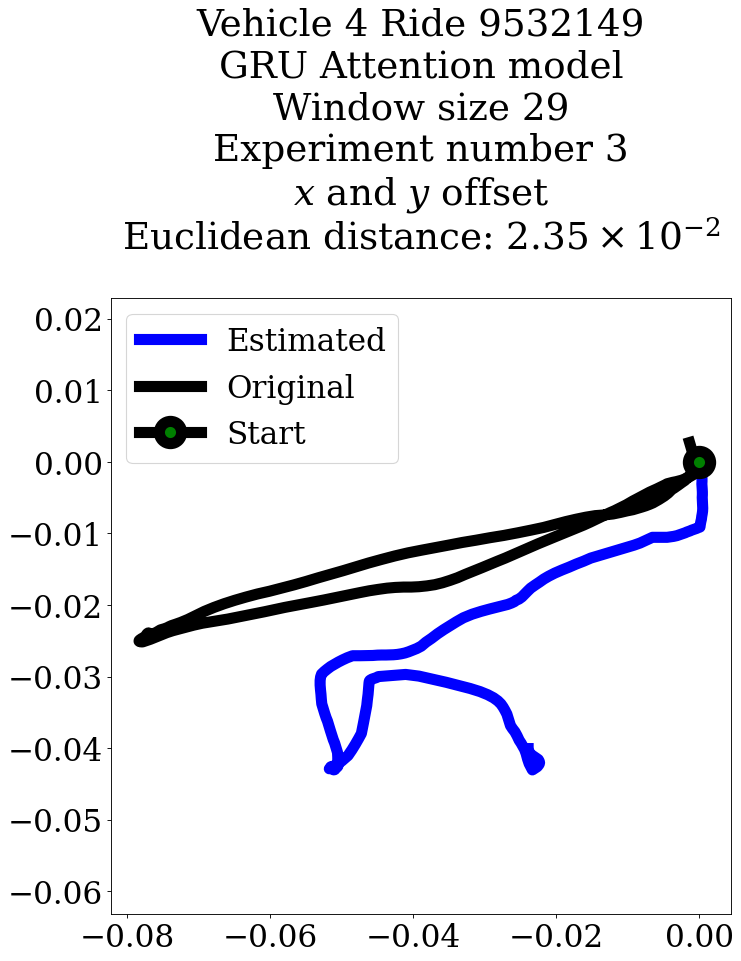 Vehicle 4 Ride 9532149
GRU Attention model
Window size 29
Experiment number 3
x and y offset
Euclidean distance: 2.35 × 10⁻²
Estimated
Original
Start
0.02
0.01
0.00
−0.01
−0.02
−0.03
−0.04
−0.05
−0.06
−0.08 −0.06 −0.04 −0.02 0.00